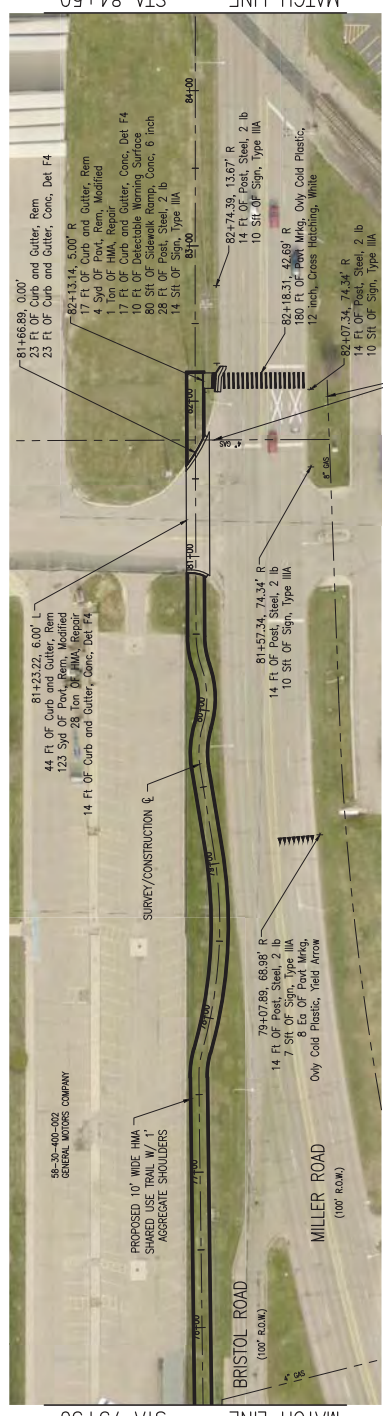 MATCH LINE STA 84+50
84+00
83+00
82+00
81+00
80+00
79+00
78+00
77+00
76+00
81+66.89, 0.00'
23 Ft OF Curb and Gutter, Rem
23 Ft OF Curb and Gutter, Conc, Det F4
82+13.14, 5.00' R
17 Ft OF Curb and Gutter, Rem
4 Syd OF Pavt, Rem, Modified
1 Ton OF HMA, Repair
17 Ft OF Curb and Gutter, Conc, Det F4
10 Ft OF Detectable Warning Surface
80 Sft OF Sidewalk Ramp, Conc, 6 inch
28 Ft OF Post, Steel, 2 lb
14 Sft OF Sign, Type IIIA
82+74.39, 13.67' R
14 Ft OF Post, Steel, 2 lb
10 Sft OF Sign, Type IIIA
82+18.31, 42.69' R
180 Ft OF Pavt Mrkg, Ovly Cold Plastic,
12 inch, Cross Hatching, White
82+07.34, 74.34' R
14 Ft OF Post, Steel, 2 lb
10 Sft OF Sign, Type IIIA
4" GAS
8" GAS
81+23.22, 6.00' L
44 Ft OF Curb and Gutter, Rem
123 Syd OF Pavt, Rem, Modified
28 Ton OF HMA, Repair
14 Ft OF Curb and Gutter, Conc, Det F4
81+57.34, 74.34' R
14 Ft OF Post, Steel, 2 lb
10 Sft OF Sign, Type IIIA
SURVEY/CONSTRUCTION ℄
79+07.89, 68.98' R
14 Ft OF Post, Steel, 2 lb
7 Sft OF Sign, Type IIIA
8 Ea OF Pavt Mrkg,
Ovly Cold Plastic, Yield Arrow
58-30-400-002
GENERAL MOTORS COMPANY
PROPOSED 10' WIDE HMA
SHARED USE TRAIL W/ 1'
AGGREGATE SHOULDERS
MILLER ROAD
(100' R.O.W.)
BRISTOL ROAD
(100' R.O.W.)
4" GAS
MATCH LINE STA 75+50